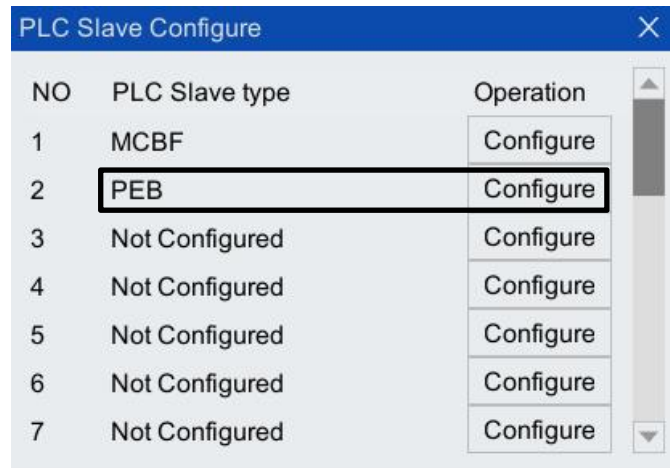 PLC Slave Configure X
NO PLC Slave type Operation
1 MCBF Configure
2 PEB Configure
3 Not Configured Configure
4 Not Configured Configure
5 Not Configured Configure
6 Not Configured Configure
7 Not Configured Configure